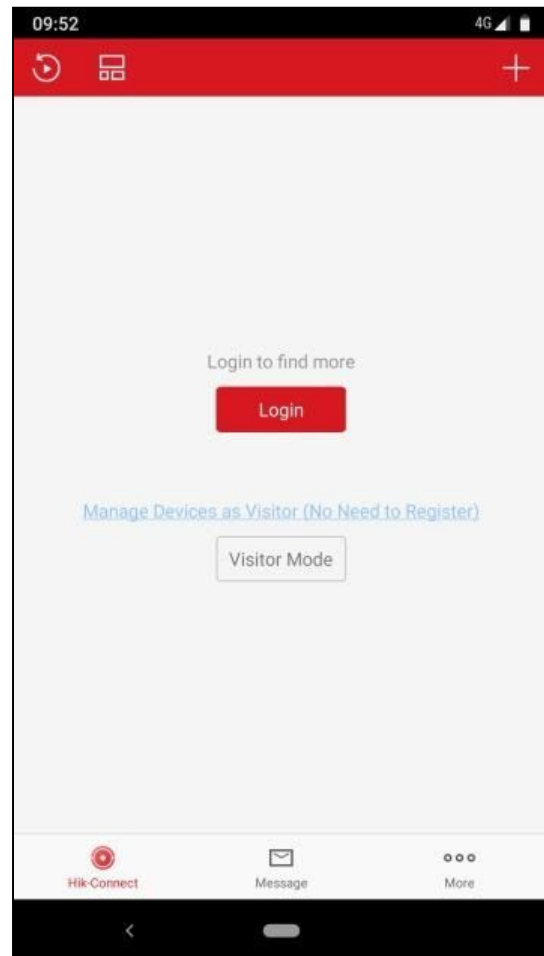 09:52
4G
Login to find more
Login
Manage Devices as Visitor (No Need to Register)
Visitor Mode
Hik-Connect
Message
More